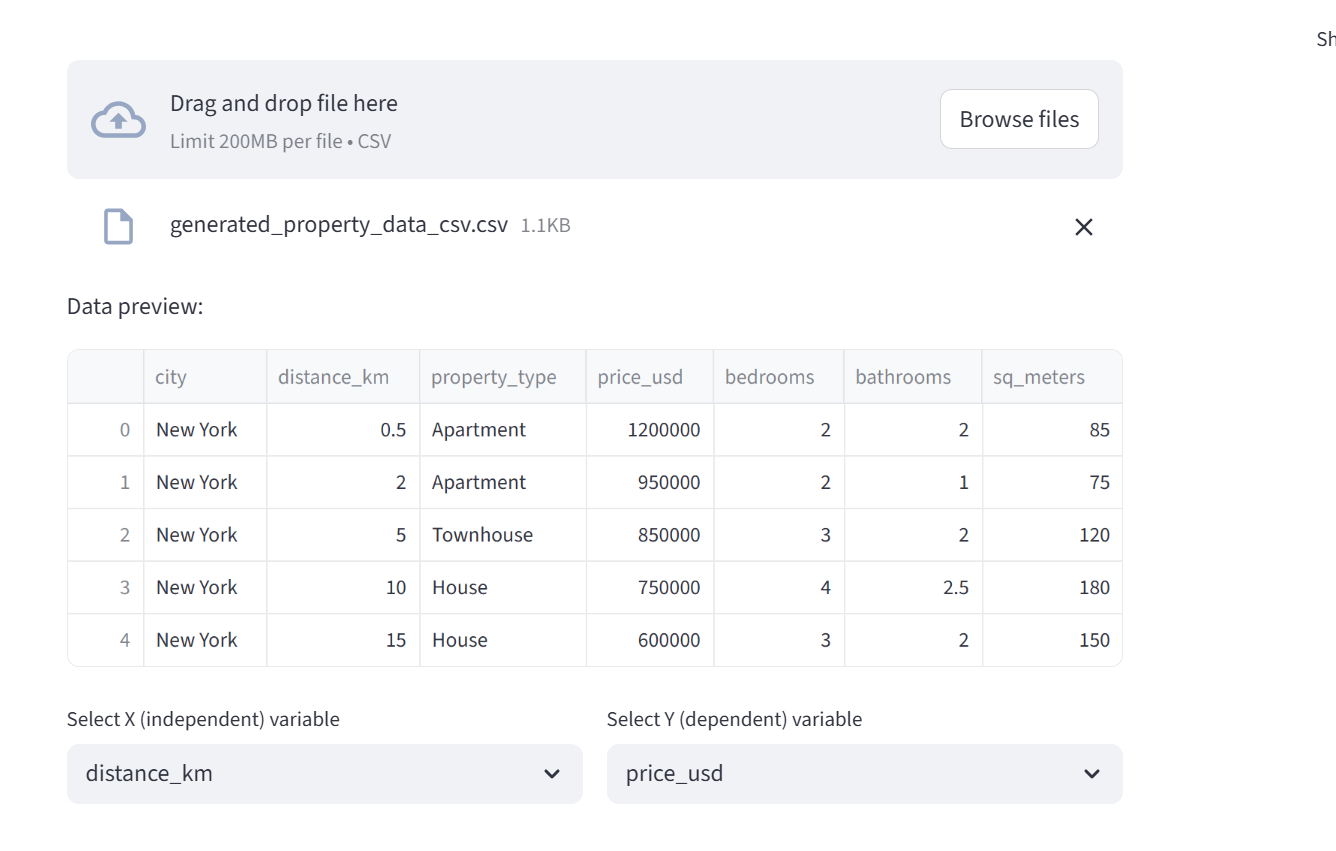 Sh
Drag and drop file here
Limit 200MB per file • CSV
Browse files
generated_property_data_csv.csv 1.1KB
Data preview:
city distance_km property_type price_usd bedrooms bathrooms sq_meters
0 New York 0.5 Apartment 1200000 2 2 85
1 New York 2 Apartment 950000 2 1 75
2 New York 5 Townhouse 850000 3 2 120
3 New York 10 House 750000 4 2.5 180
4 New York 15 House 600000 3 2 150
Select X (independent) variable Select Y (dependent) variable
distance_km price_usd